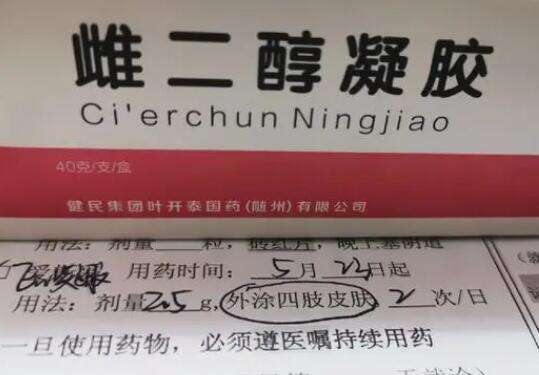 雌二醇凝胶
Ci'erchun Ningjiao
40克/支/盒
健民集团叶开泰国药(随州)有限公司
用法：剂量 粒，砖红片，晚上塞阴道
用药时间：5月23日起
用法：剂量2.5g,外涂四肢皮肤，2次/日
一旦使用药物，必须遵医嘱持续用药